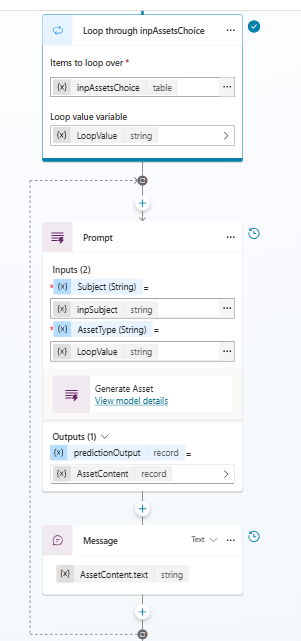 Loop through inpAssetsChoice ...
Items to loop over *
{x} inpAssetsChoice table ...
Loop value variable
{x} LoopValue string >
Prompt ...
Inputs (2)
* {x} Subject (String) =
{x} inpSubject string ...
* {x} AssetType (String) =
{x} LoopValue string ...
Generate Asset
View model details
Outputs (1)
{x} predictionOutput record =
{x} AssetContent record >
Message Text ...
{x} AssetContent.text string